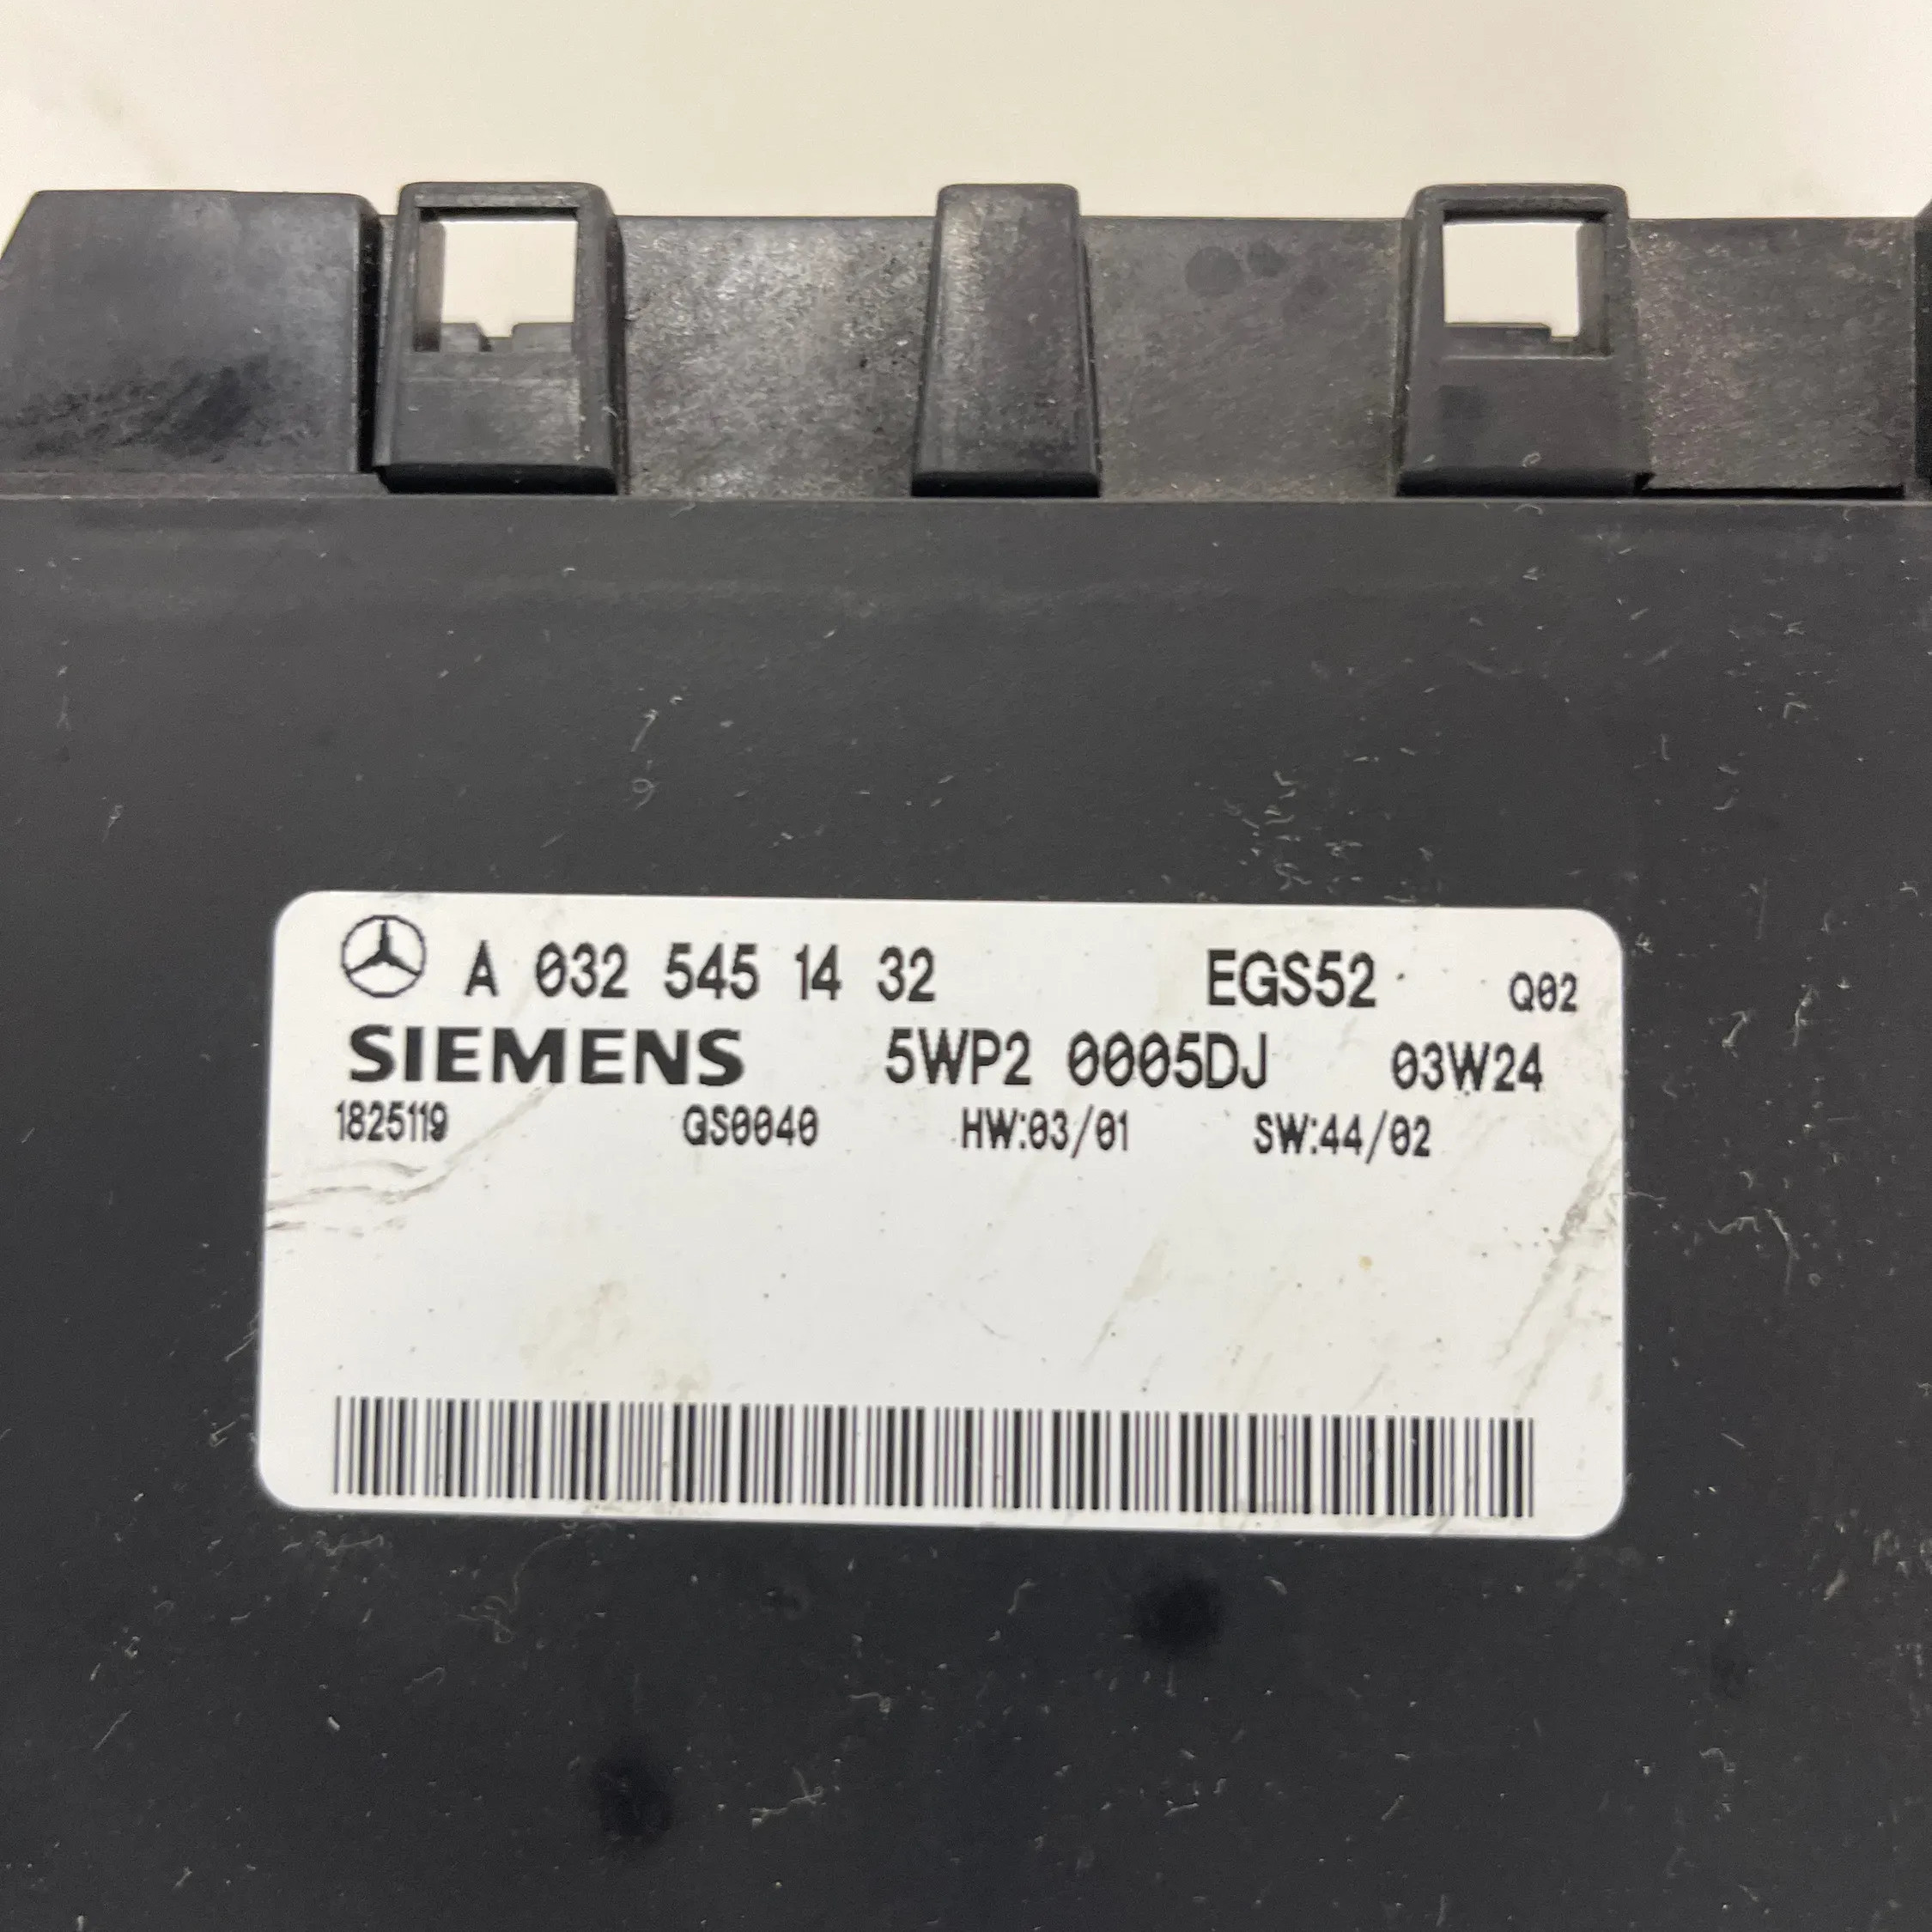 A 032 545 14 32 EGS52 Q02
SIEMENS 5WP2 0005DJ 03W24
1825119 GS0040 HW:03/01 SW:44/02